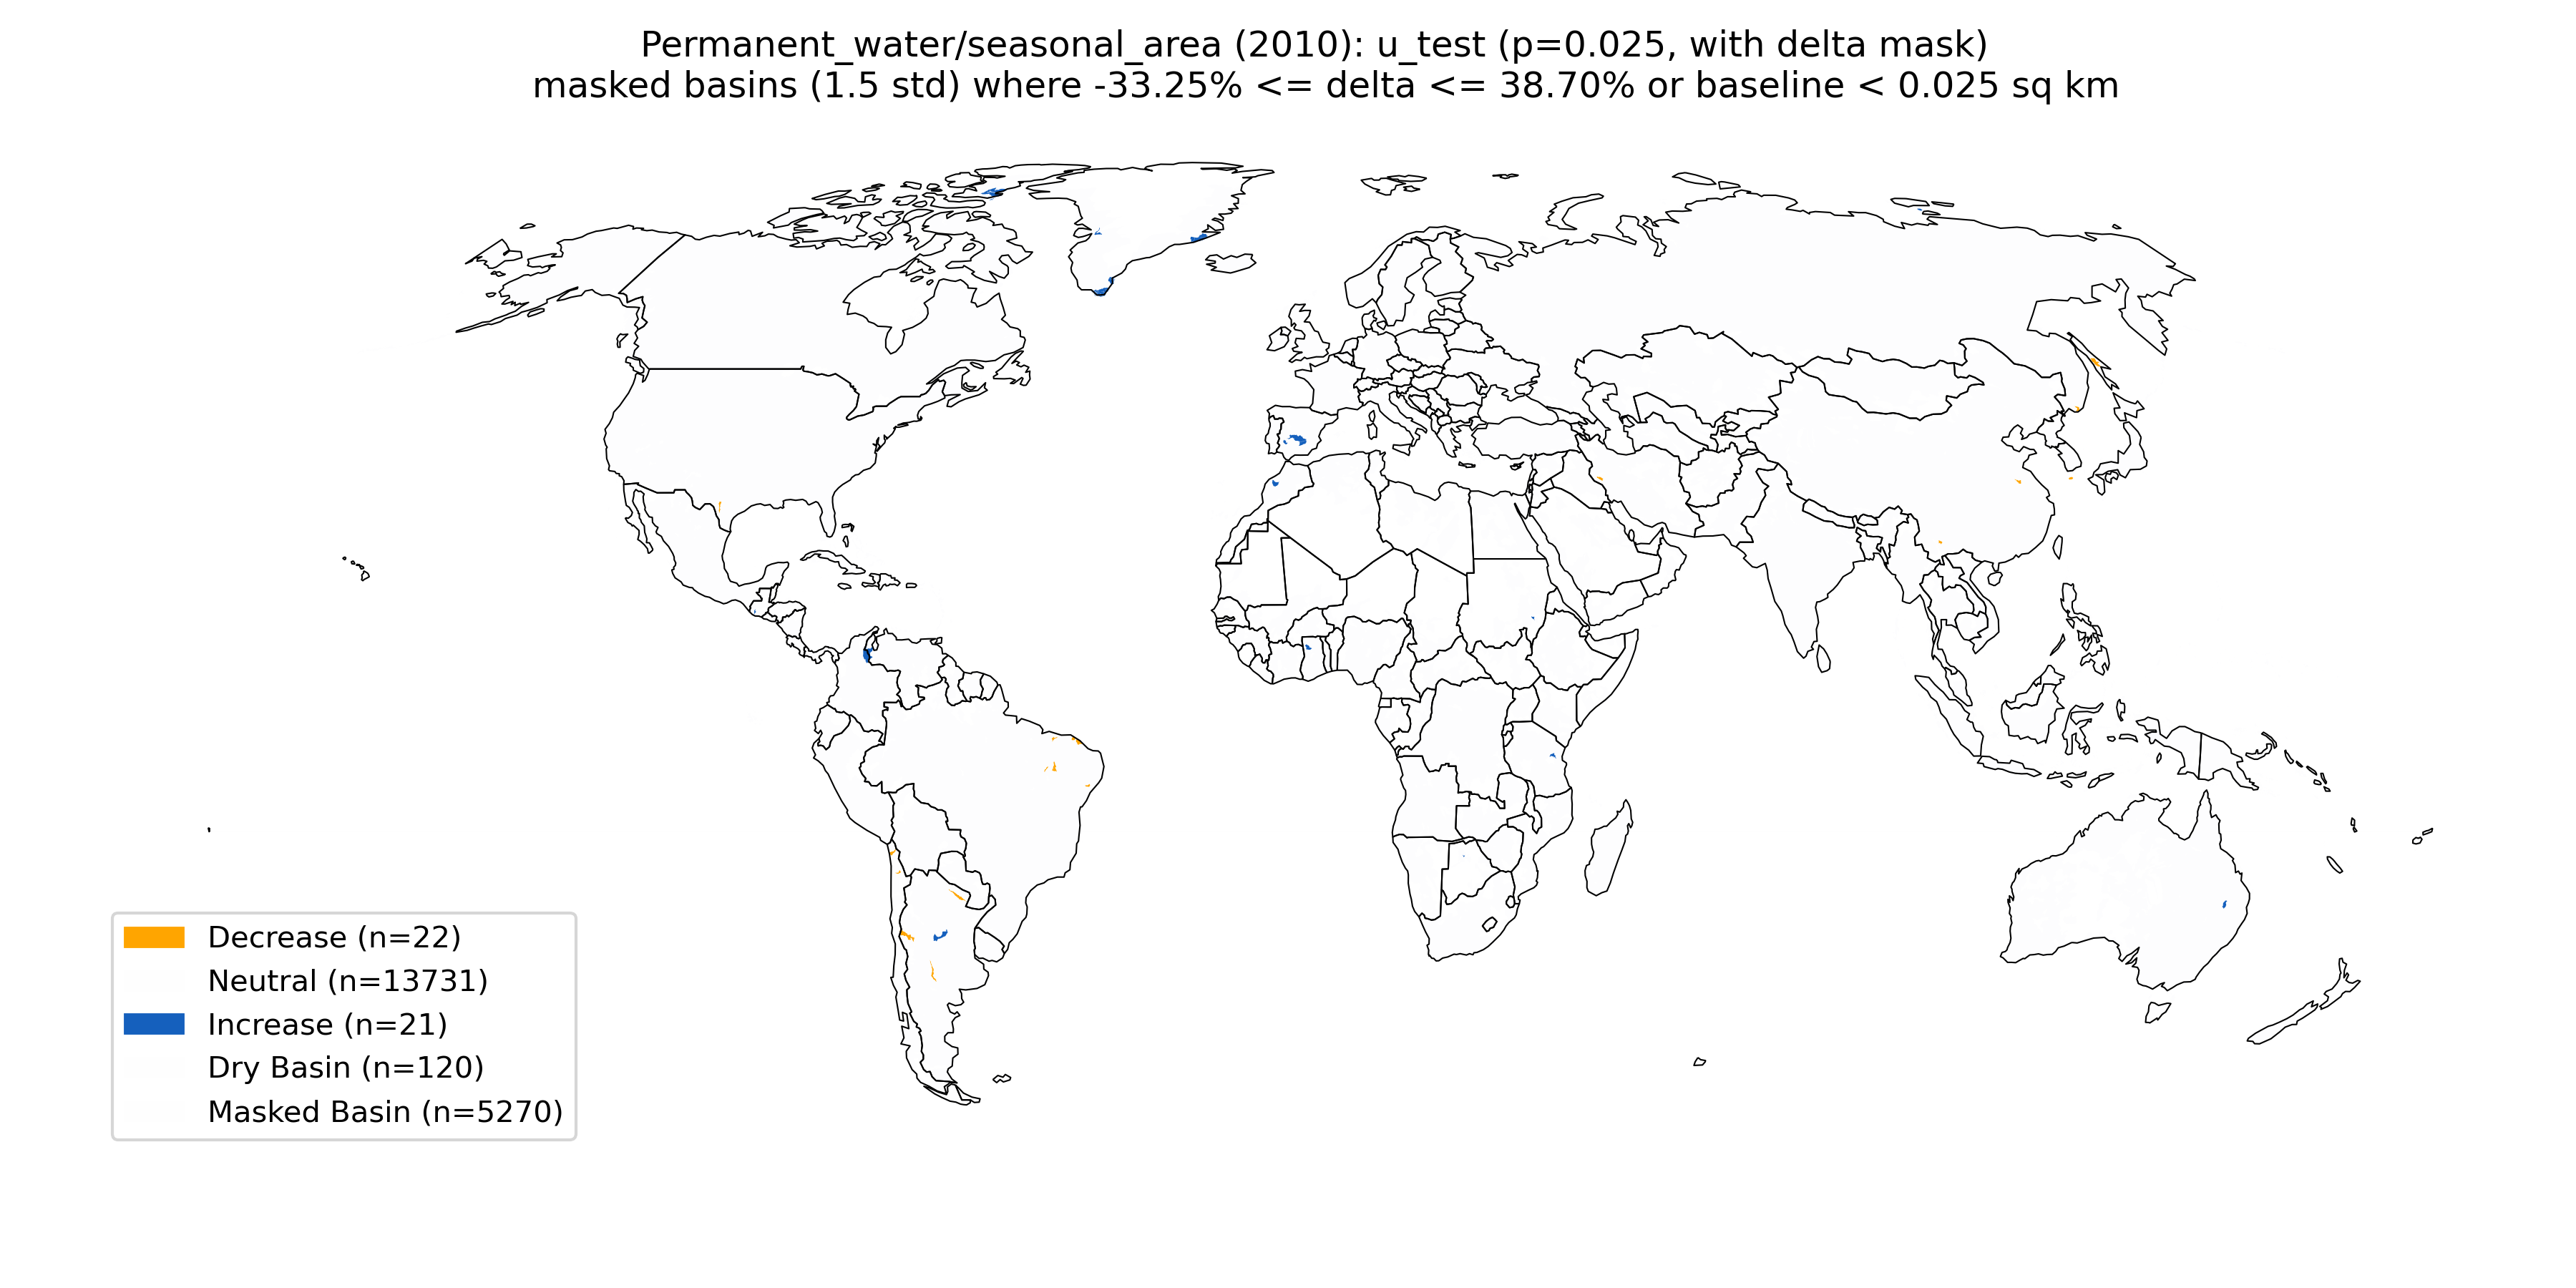 Permanent_water/seasonal_area (2010): u_test (p=0.025, with delta mask)
masked basins (1.5 std) where -33.25% <= delta <= 38.70% or baseline < 0.025 sq km
Decrease (n=22)
Neutral (n=13731)
Increase (n=21)
Dry Basin (n=120)
Masked Basin (n=5270)